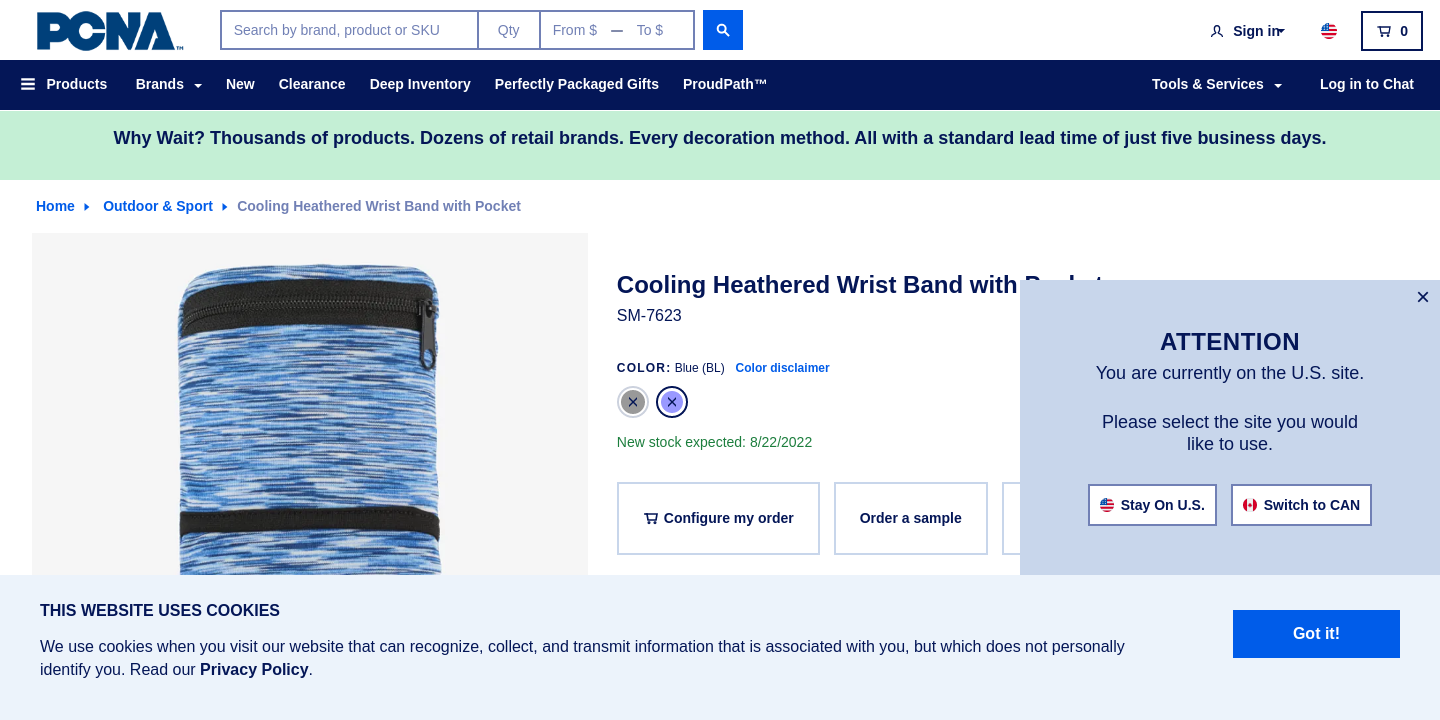 PCNA™
Search by brand, product or SKU
Qty
From $ — To $
Sign in
0
Products
Brands
New
Clearance
Deep Inventory
Perfectly Packaged Gifts
ProudPath™
Tools & Services
Log in to Chat
Why Wait? Thousands of products. Dozens of retail brands. Every decoration method. All with a standard lead time of just five business days.
Home
Outdoor & Sport
Cooling Heathered Wrist Band with Pocket
Cooling Heathered Wrist Band with Pocket
SM-7623
COLOR: Blue (BL) Color disclaimer
New stock expected: 8/22/2022
Configure my order
Order a sample
×
ATTENTION
You are currently on the U.S. site.
Please select the site you would
like to use.
Stay On U.S.
Switch to CAN
THIS WEBSITE USES COOKIES
We use cookies when you visit our website that can recognize, collect, and transmit information that is associated with you, but which does not personally
identify you. Read our Privacy Policy.
Got it!